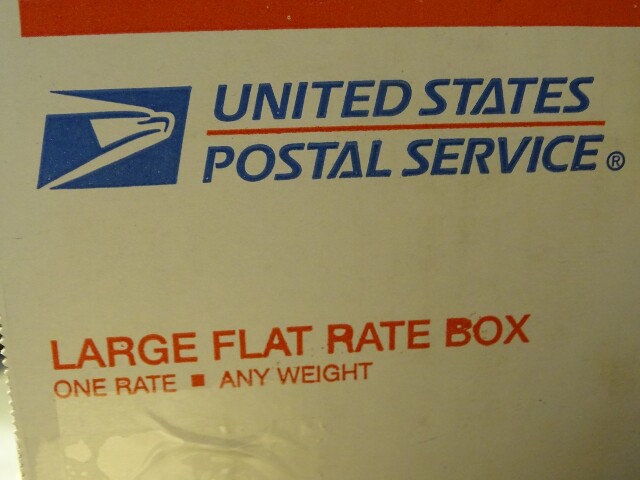 UNITED STATES
POSTAL SERVICE®
LARGE FLAT RATE BOX
ONE RATE ■ ANY WEIGHT